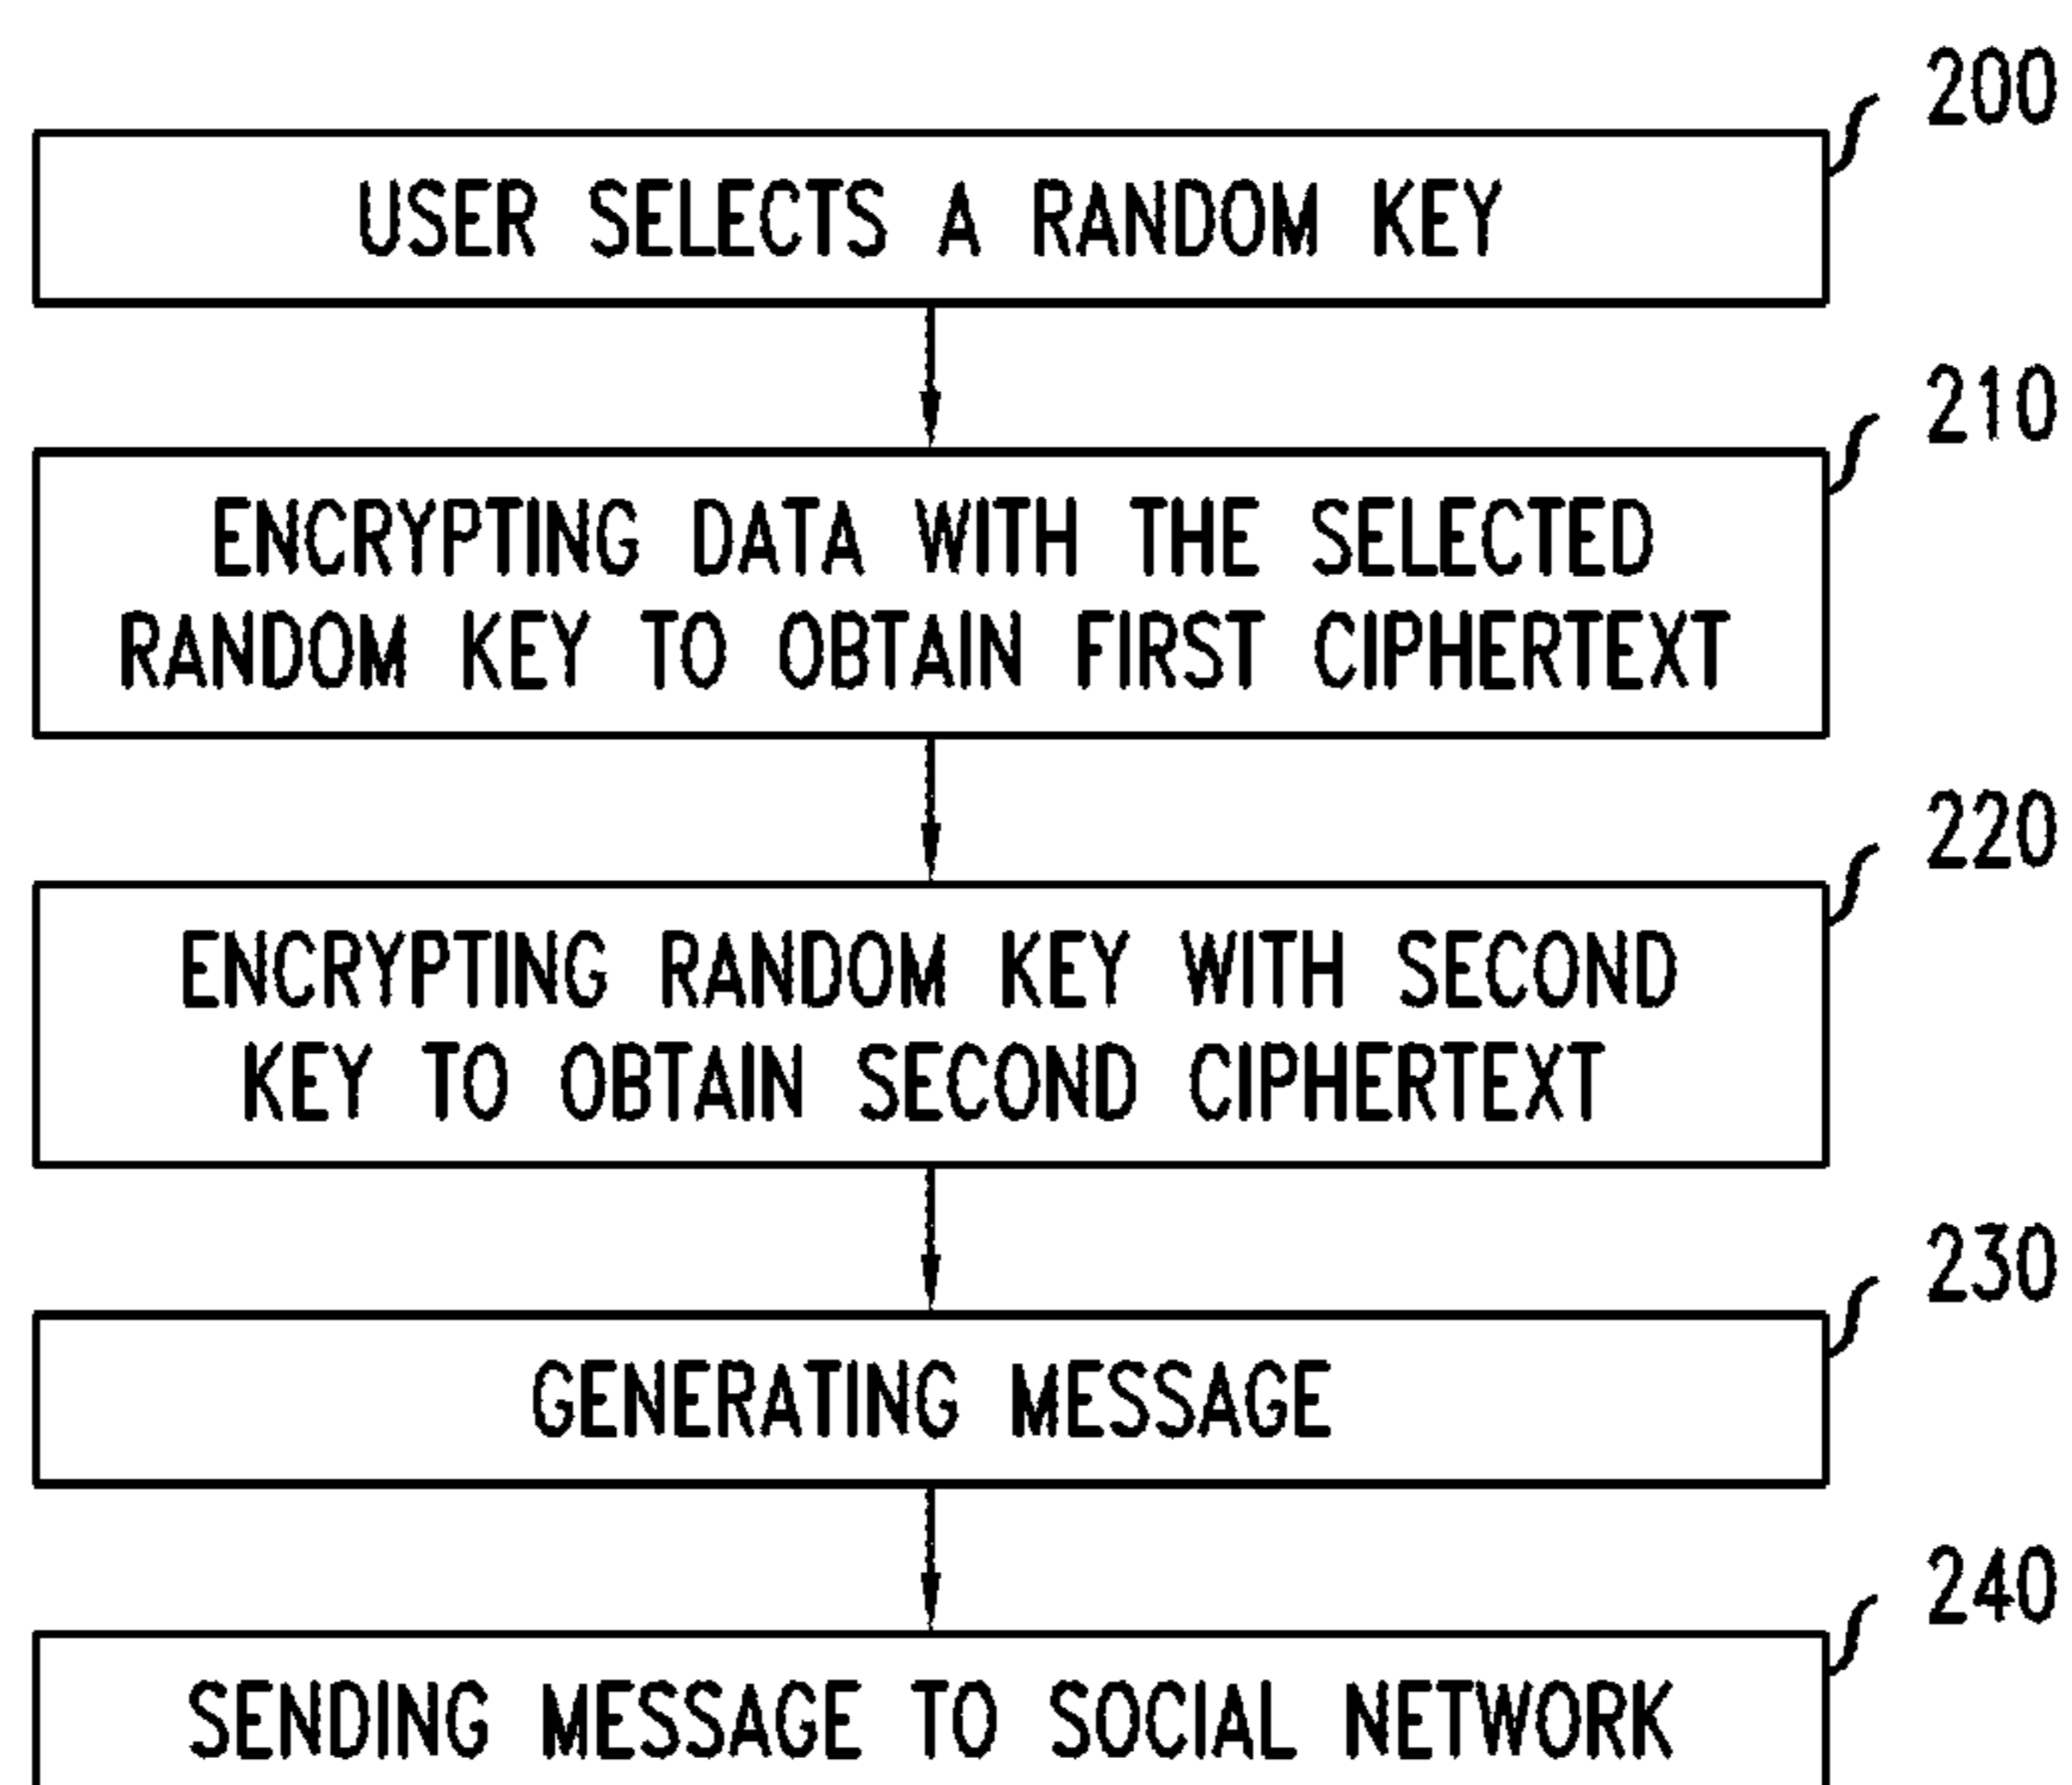 200
USER SELECTS A RANDOM KEY
210
ENCRYPTING DATA WITH THE SELECTED
RANDOM KEY TO OBTAIN FIRST CIPHERTEXT
220
ENCRYPTING RANDOM KEY WITH SECOND
KEY TO OBTAIN SECOND CIPHERTEXT
230
GENERATING MESSAGE
240
SENDING MESSAGE TO SOCIAL NETWORK